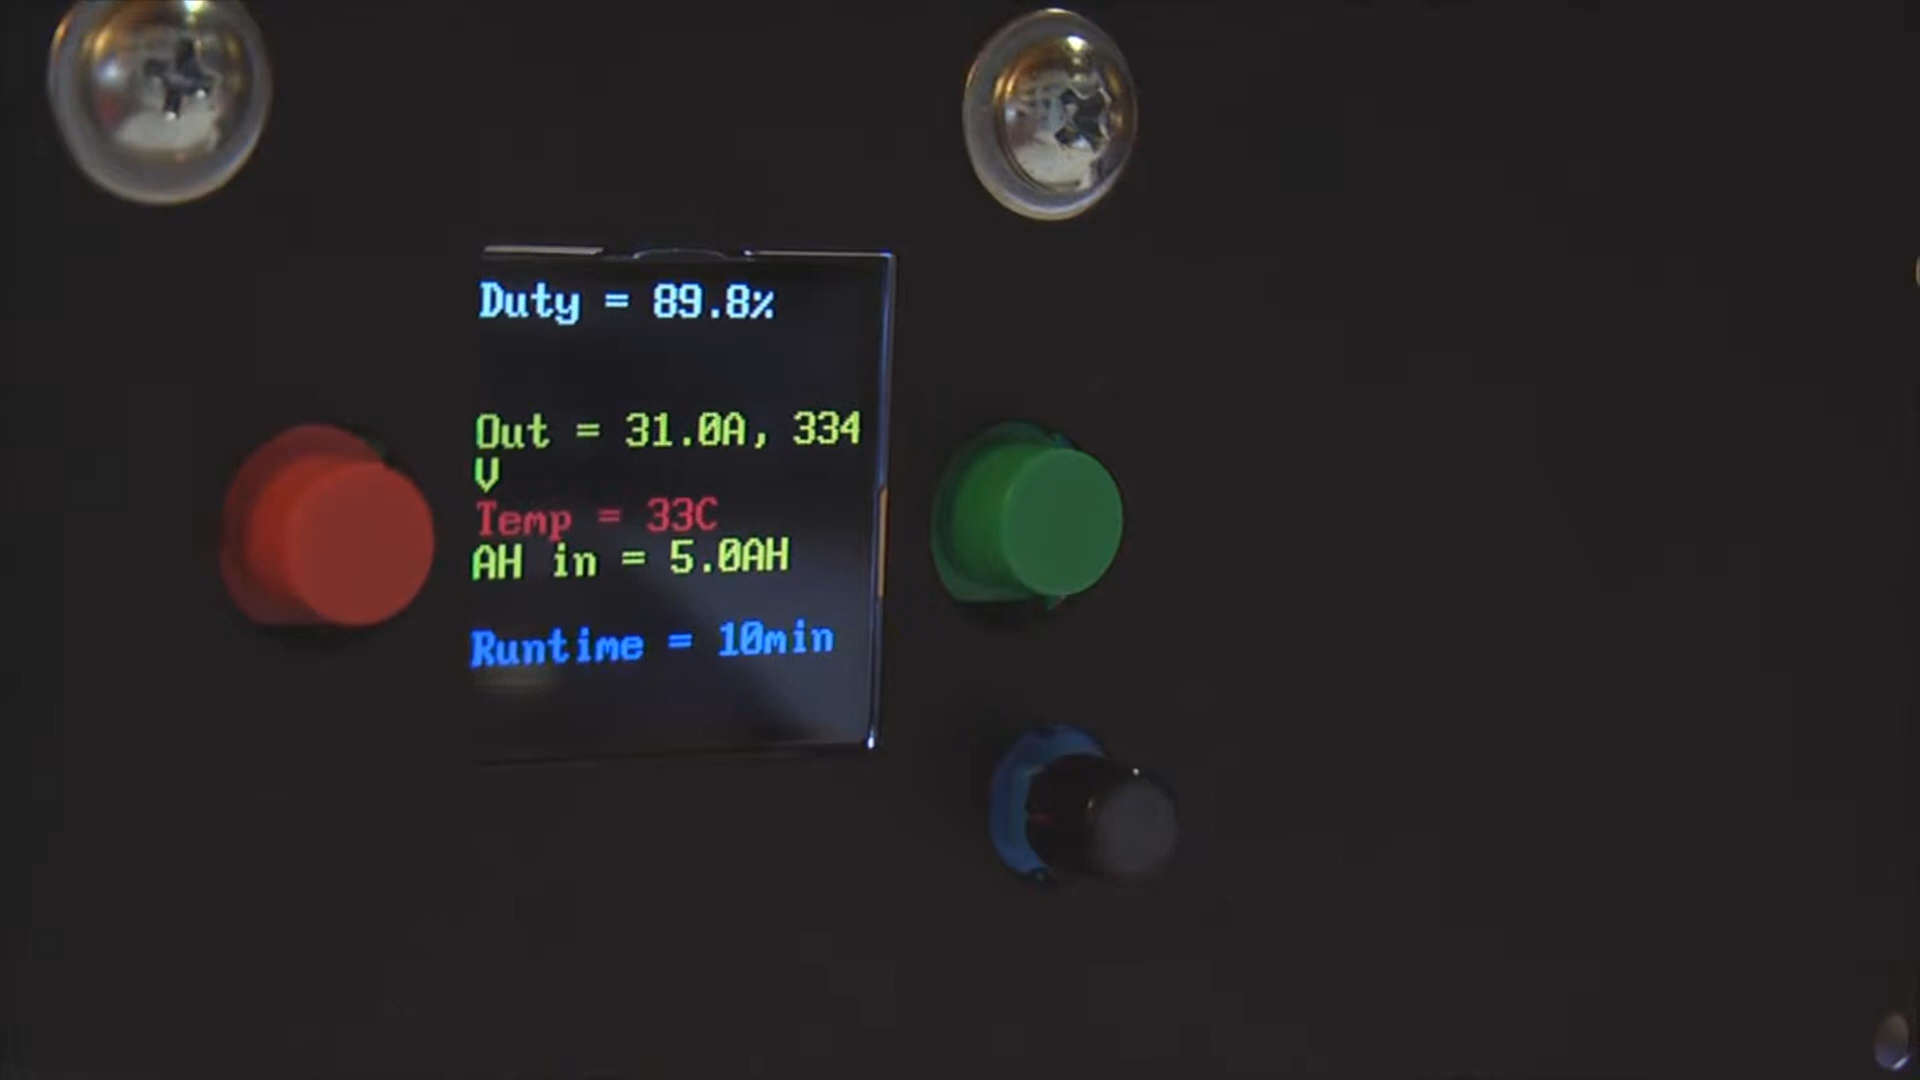 Duty = 89.8%
Out = 31.0A, 334
V
Temp = 33C
AH in = 5.0AH
Runtime = 10min